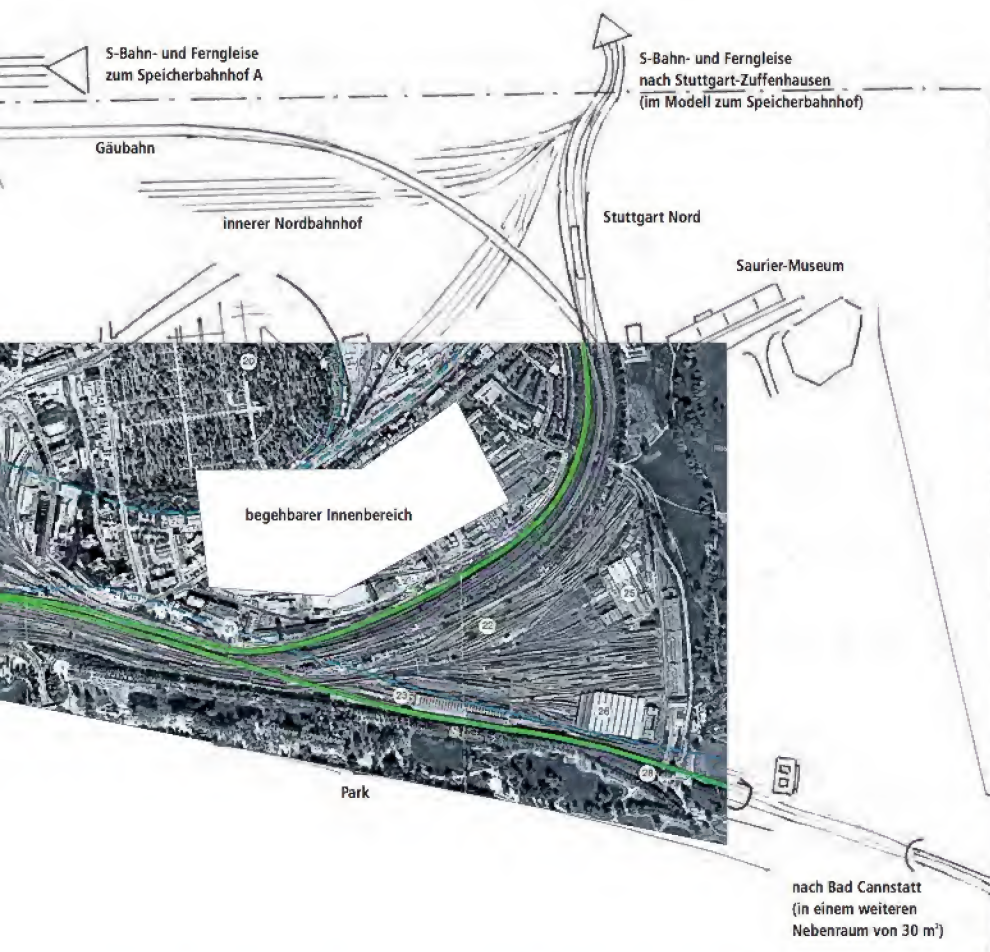 S-Bahn- und Ferngleise
zum Speicherbahnhof A
S-Bahn- und Ferngleise
nach Stuttgart-Zuffenhausen
(im Modell zum Speicherbahnhof)
Gäubahn
innerer Nordbahnhof
Stuttgart Nord
Saurier-Museum
20
begehbarer Innenbereich
25
22
23
26
28
Park
nach Bad Cannstatt
(in einem weiteren
Nebenraum von 30 m²)